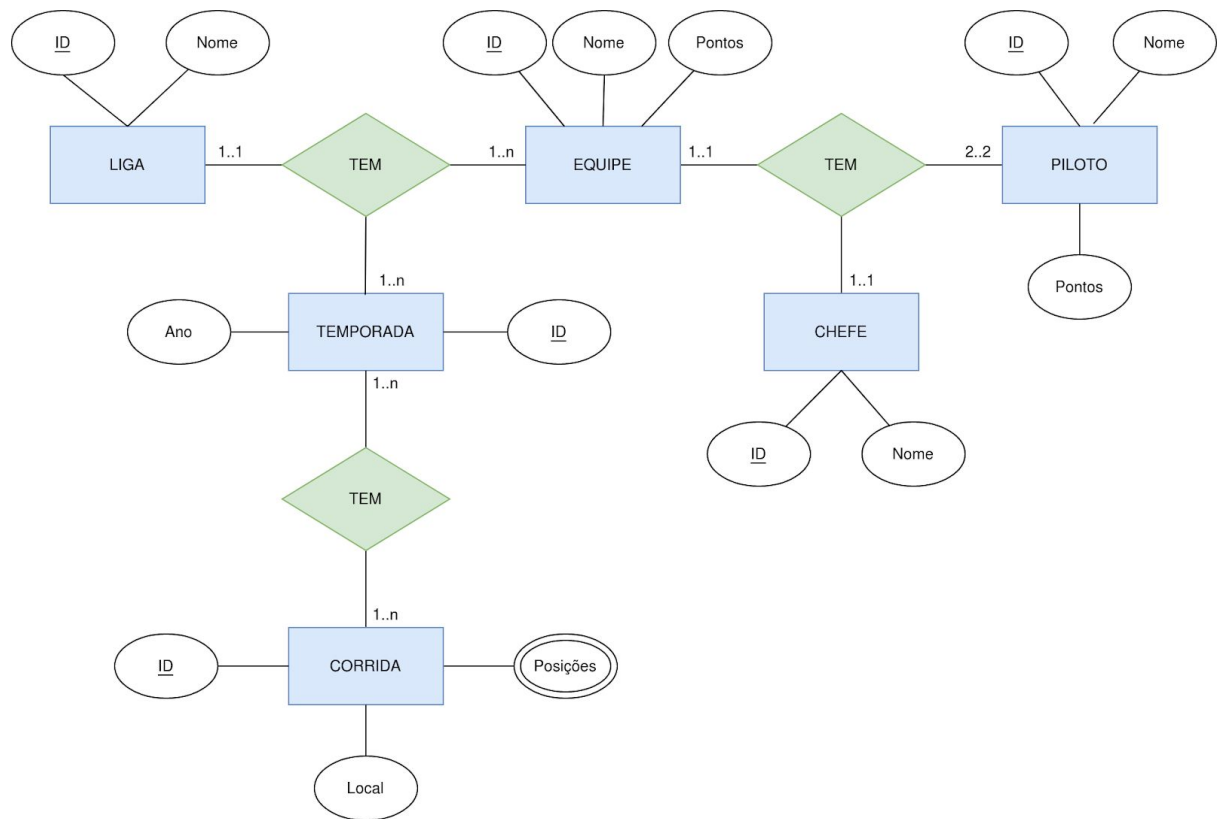 ID
Nome
ID
Nome
Pontos
ID
Nome
LIGA
1..1
TEM
1..n
EQUIPE
1..1
TEM
2..2
PILOTO
1..n
1..1
Pontos
Ano
TEMPORADA
ID
CHEFE
1..n
ID
Nome
TEM
1..n
ID
CORRIDA
Posições
Local